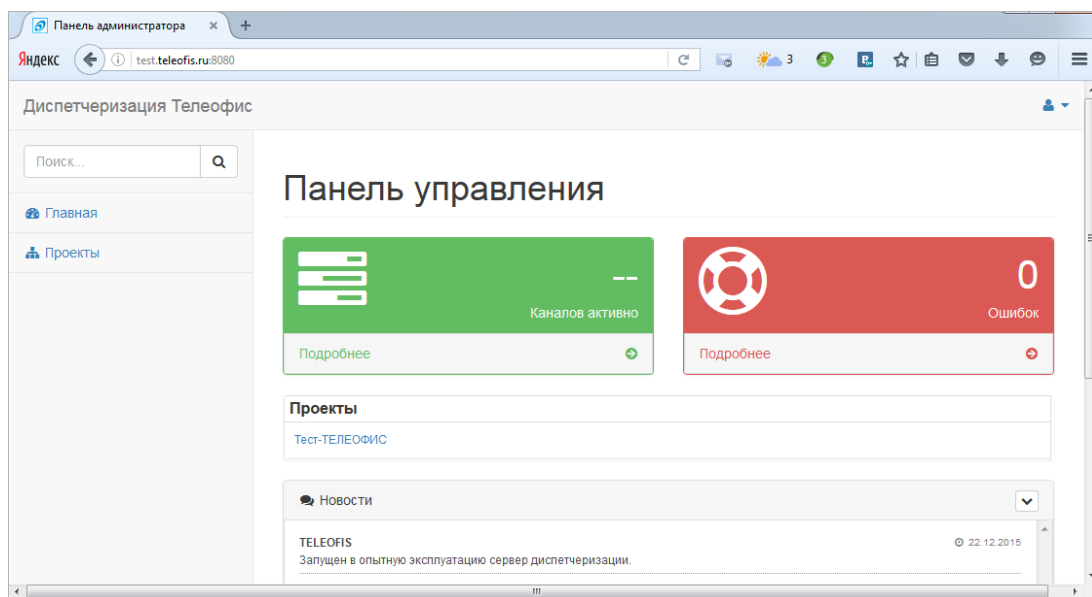 Панель администратора
Яндекс
test.teleofis.ru:8080
3
3
Диспетчеризация Телеофис
Поиск...
Главная
Проекты
Панель управления
--
Каналов активно
Подробнее
0
Ошибок
Подробнее
Проекты
Тест-ТЕЛЕОФИС
Новости
TELEOFIS
22.12.2015
Запущен в опытную эксплуатацию сервер диспетчеризации.